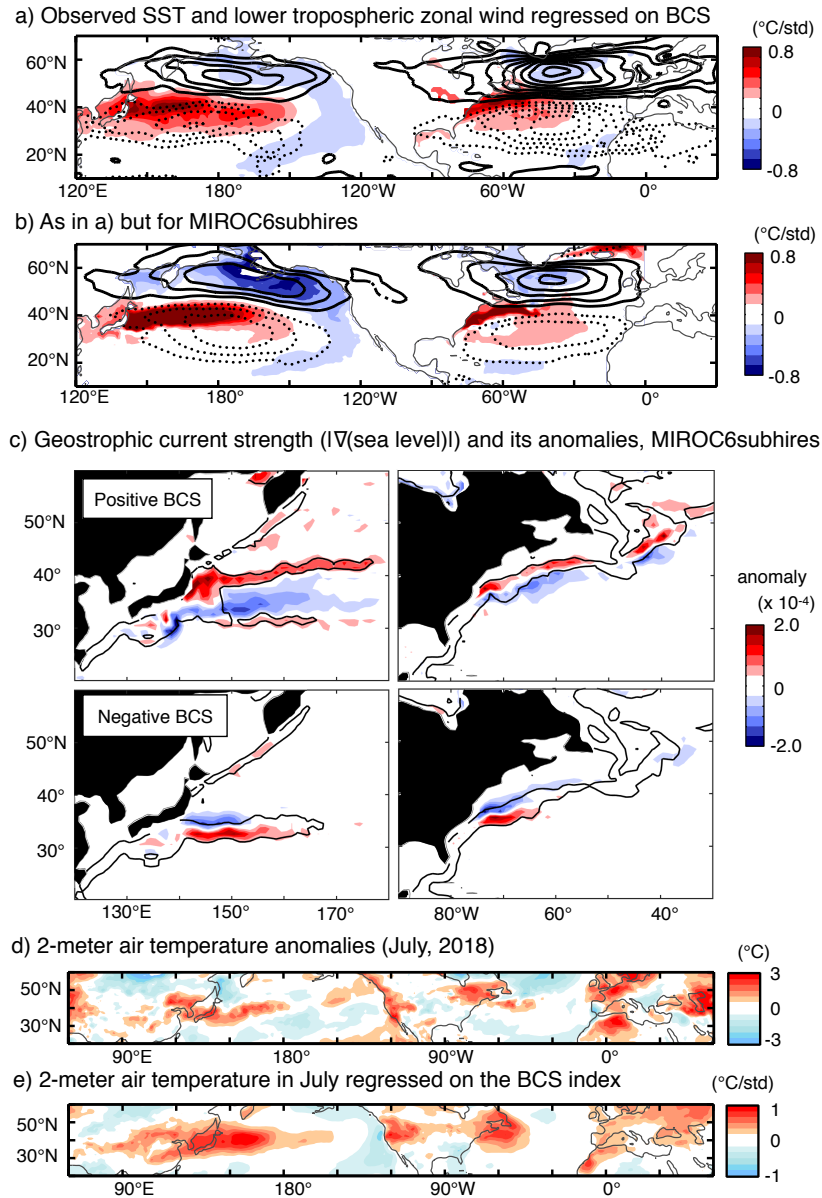 a) Observed SST and lower tropospheric zonal wind regressed on BCS
(°C/std)
60°N
40°N
20°N
0.8
0
-0.8
120°E 180° 120°W 60°W 0°
b) As in a) but for MIROC6subhires
(°C/std)
60°N
40°N
20°N
0.8
0
-0.8
120°E 180° 120°W 60°W 0°
c) Geostrophic current strength (|∇(sea level)|) and its anomalies, MIROC6subhires
Positive BCS
50°N
40°
30°
anomaly
(x 10⁻⁴)
2.0
0
-2.0
Negative BCS
50°N
40°
30°
130°E 150° 170° 80°W 60° 40°
d) 2-meter air temperature anomalies (July, 2018)
(°C)
50°N
30°N
3
0
-3
90°E 180° 90°W 0°
e) 2-meter air temperature in July regressed on the BCS index
(°C/std)
50°N
30°N
1
0
-1
90°E 180° 90°W 0°